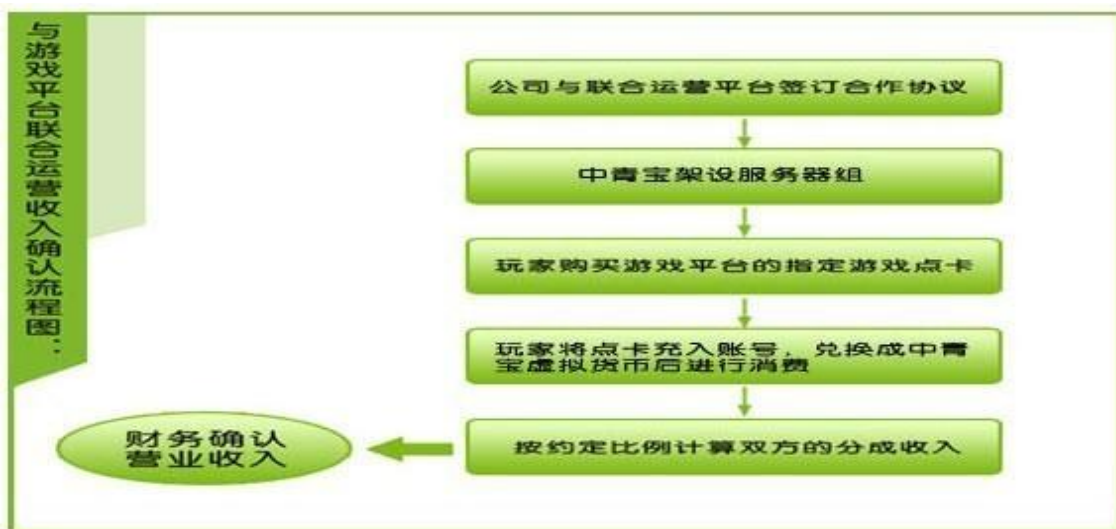 与游戏平台联合运营收入确认流程图：
公司与联合运营平台签订合作协议
中青宝架设服务器组
玩家购买游戏平台的指定游戏点卡
玩家将点卡充入账号，兑换成中青
宝虚拟货币后进行消费
按约定比例计算双方的分成收入
财务确认
营业收入